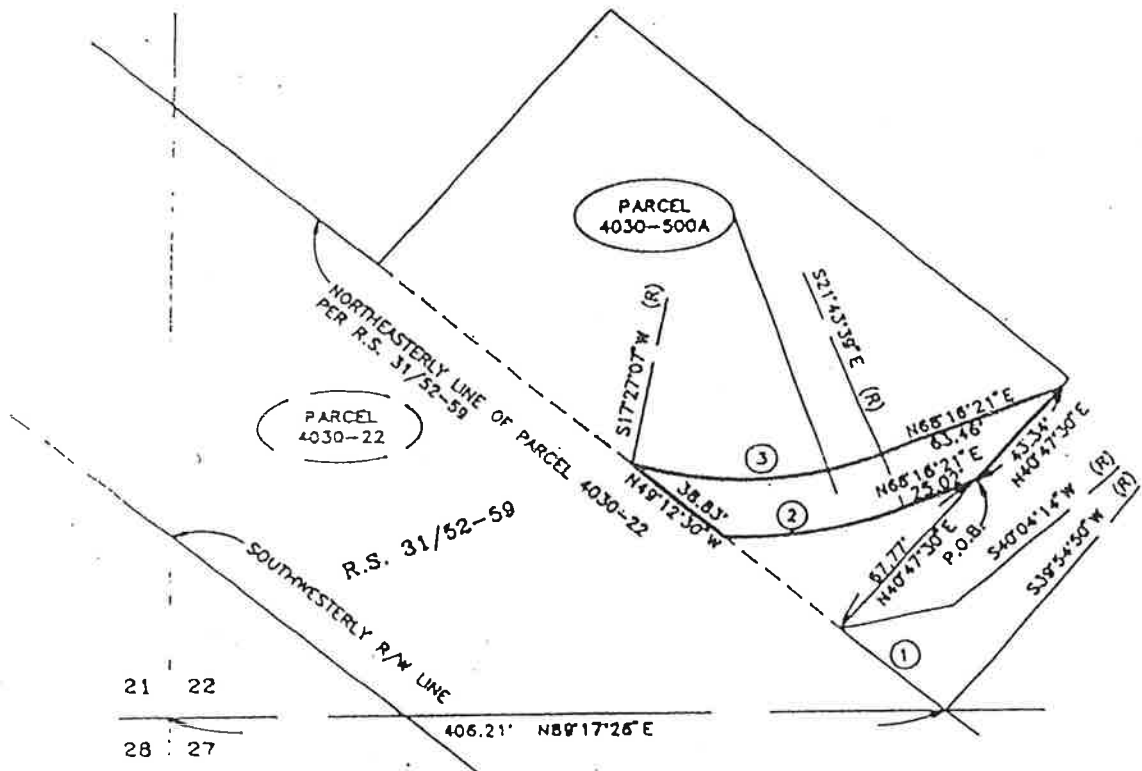 PARCEL
4030-500A
S17°27'07"W (R)
S21°43'39"E (R)
NORTHEASTERLY LINE OF PARCEL 4030-22
PER R.S. 31/52-59
PARCEL
4030-22
N68°16'21"E
63.46'
3
N68°16'21"E
25.03'
43.34'
N40°47'30"E
38.83'
N49°12'30"W
2
R.S. 31/52-59
67.77'
N40°47'30"E
P.O.B.
S40°04'14"W (R)
S39°54'50"W (R)
SOUTHWESTERLY R/W LINE
1
21 22
28 27
406.21' N89°17'26"E